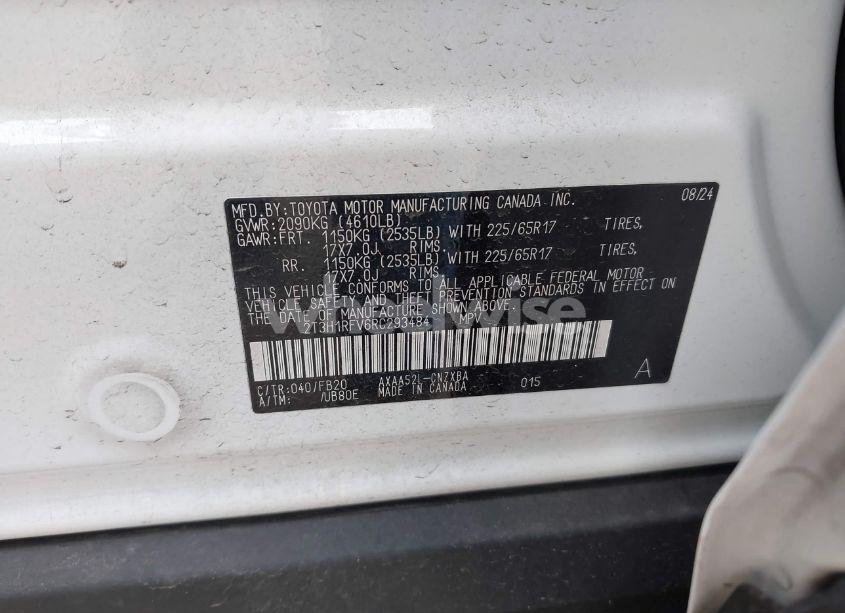 MFD.BY:TOYOTA MOTOR MANUFACTURING CANADA INC. 08/24
GVWR:2090KG (4610LB)
GAWR:FRT. 1150KG (2535LB) WITH 225/65R17 TIRES,
17X7.0J RIMS.
RR. 1150KG (2535LB) WITH 225/65R17 TIRES,
17X7.0J RIMS.
THIS VEHICLE CONFORMS TO ALL APPLICABLE FEDERAL MOTOR
VEHICLE SAFETY AND THEFT PREVENTION STANDARDS IN EFFECT ON
THE DATE OF MANUFACTURE SHOWN ABOVE.
2T3H1RFV6RC293484 MPV
wheelwise
C/TR:040/FB20 AXAA52L-CNZXBA 015 A
A/TM: /UB80E MADE IN CANADA